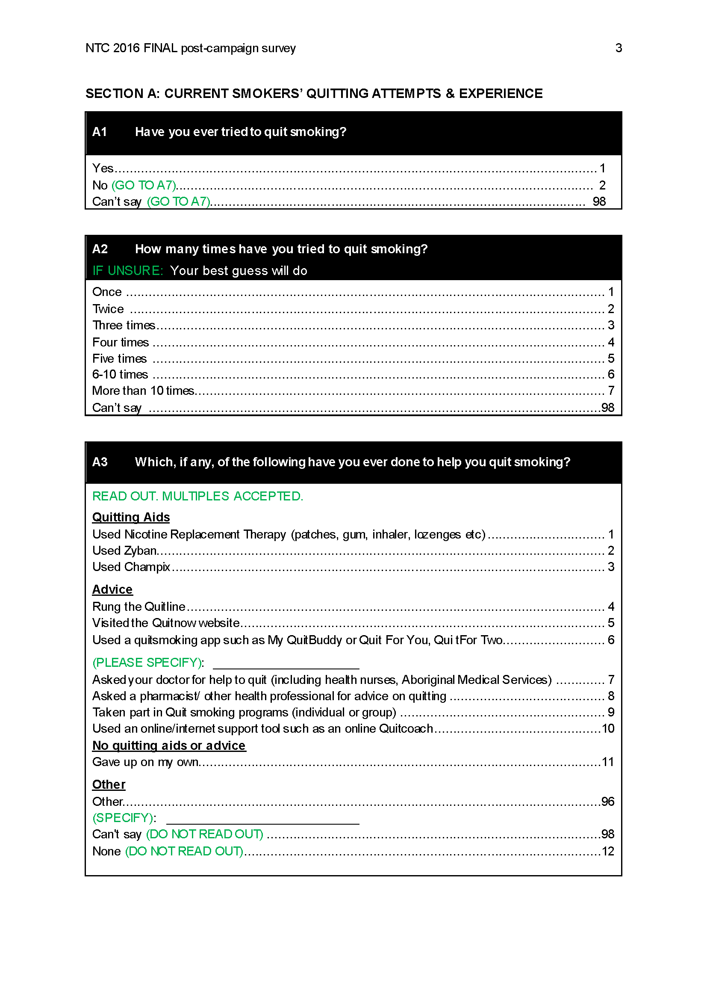 NTC 2016 FINAL post-campaign survey 3
SECTION A: CURRENT SMOKERS’ QUITTING ATTEMPTS & EXPERIENCE
A1 Have you ever tried to quit smoking?
Yes........................................................................................................................ 1
No (GO TO A7)........................................................................................................ 2
Can’t say (GO TO A7)............................................................................................. 98
A2 How many times have you tried to quit smoking?
IF UNSURE: Your best guess will do
Once ........................................................................................................................ 1
Twice ....................................................................................................................... 2
Three times................................................................................................................ 3
Four times ................................................................................................................. 4
Five times ................................................................................................................. 5
6-10 times ................................................................................................................. 6
More than 10 times...................................................................................................... 7
Can’t say ..................................................................................................................98
A3 Which, if any, of the following have you ever done to help you quit smoking?
READ OUT. MULTIPLES ACCEPTED.
Quitting Aids
Used Nicotine Replacement Therapy (patches, gum, inhaler, lozenges etc) ............................... 1
Used Zyban................................................................................................................ 2
Used Champix............................................................................................................ 3
Advice
Rung the Quitline........................................................................................................ 4
Visited the Quitnow website.......................................................................................... 5
Used a quitsmoking app such as My QuitBuddy or Quit For You, Qui tFor Two........................... 6
(PLEASE SPECIFY): _____________________
Asked your doctor for help to quit (including health nurses, Aboriginal Medical Services) ............. 7
Asked a pharmacist/ other health professional for advice on quitting ........................................ 8
Taken part in Quit smoking programs (individual or group) ..................................................... 9
Used an online/internet support tool such as an online Quitcoach...........................................10
No quitting aids or advice
Gave up on my own.....................................................................................................11
Other
Other........................................................................................................................96
(SPECIFY): ____________________________
Can't say (DO NOT READ OUT) .....................................................................................98
None (DO NOT READ OUT)...........................................................................................12